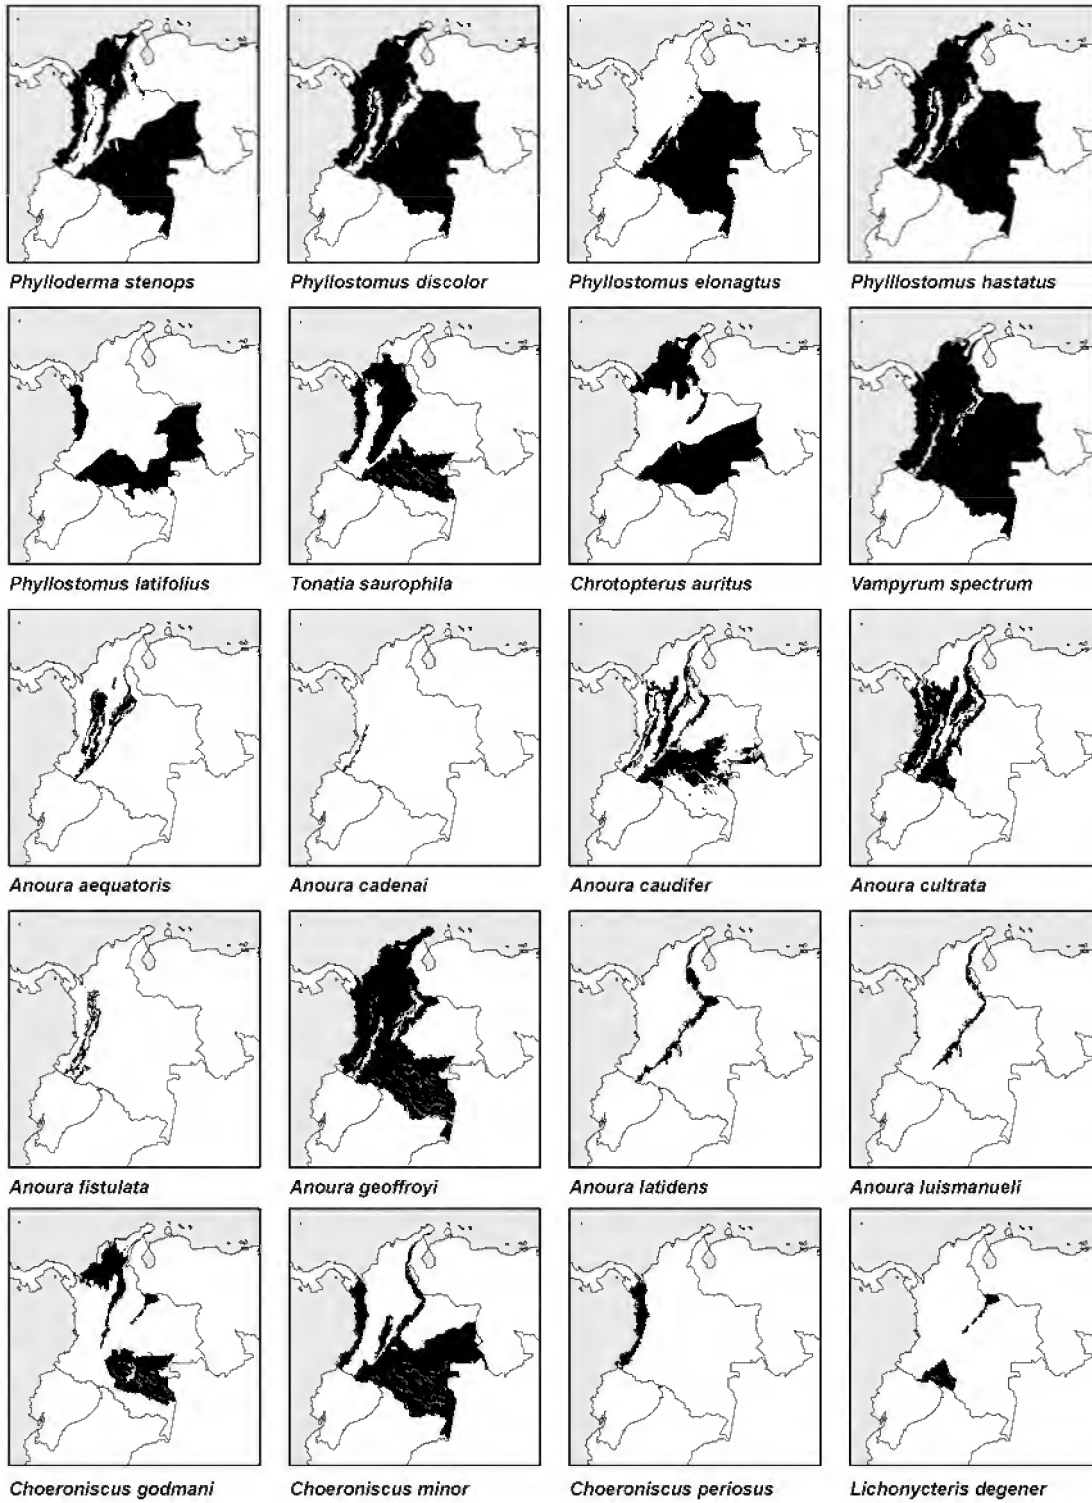 Phylloderma stenops
Phyllostomus discolor
Phyllostomus elonagtus
Phyllostomus hastatus
Phyllostomus latifolius
Tonatia saurophila
Chrotopterus auritus
Vampyrum spectrum
Anoura aequatoris
Anoura cadenai
Anoura caudifer
Anoura cultrata
Anoura fistulata
Anoura geoffroyi
Anoura latidens
Anoura luismanueli
Choeroniscus godmani
Choeroniscus minor
Choeroniscus periosus
Lichonycteris degener